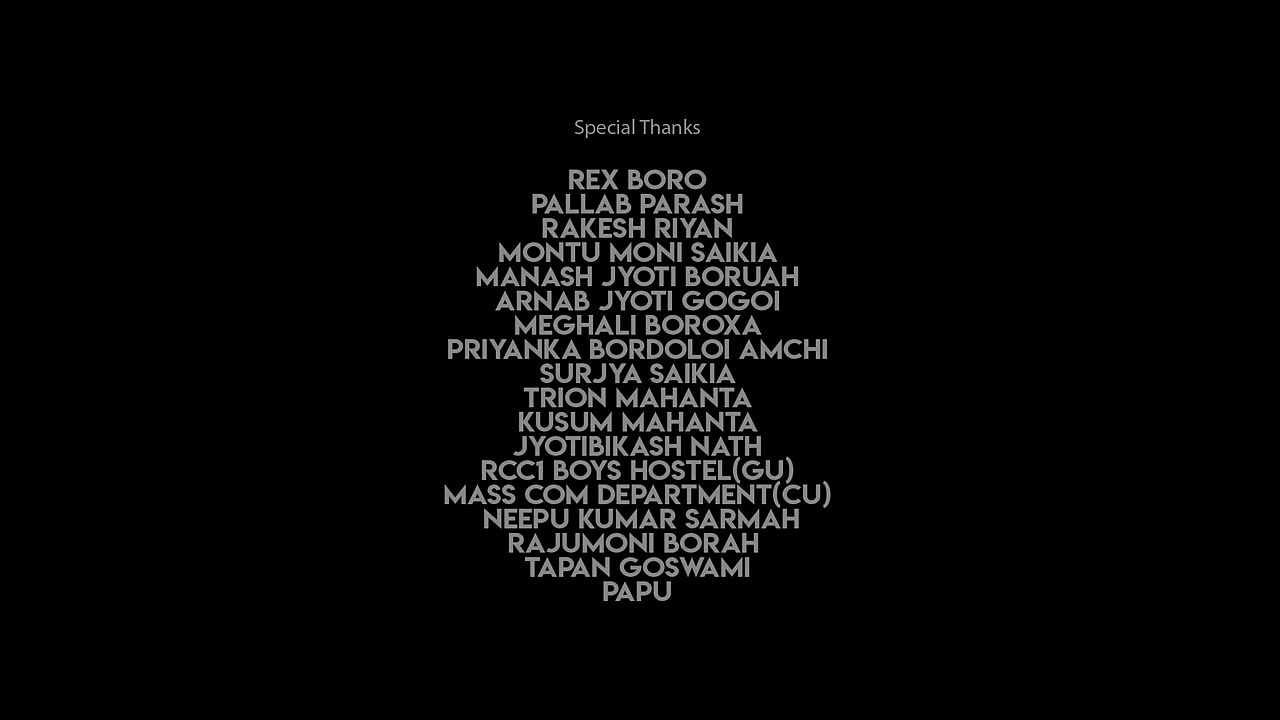 Special Thanks
REX BORO
PALLAB PARASH
RAKESH RIYAN
MONTU MONI SAIKIA
MANASH JYOTI BORUAH
ARNAB JYOTI GOGOI
MEGHALI BOROXA
PRIYANKA BORDOLOI AMCHI
SURJYA SAIKIA
TRION MAHANTA
KUSUM MAHANTA
JYOTIBIKASH NATH
RCC1 BOYS HOSTEL(GU)
MASS COM DEPARTMENT(CU)
NEEPU KUMAR SARMAH
RAJUMONI BORAH
TAPAN GOSWAMI
PAPU